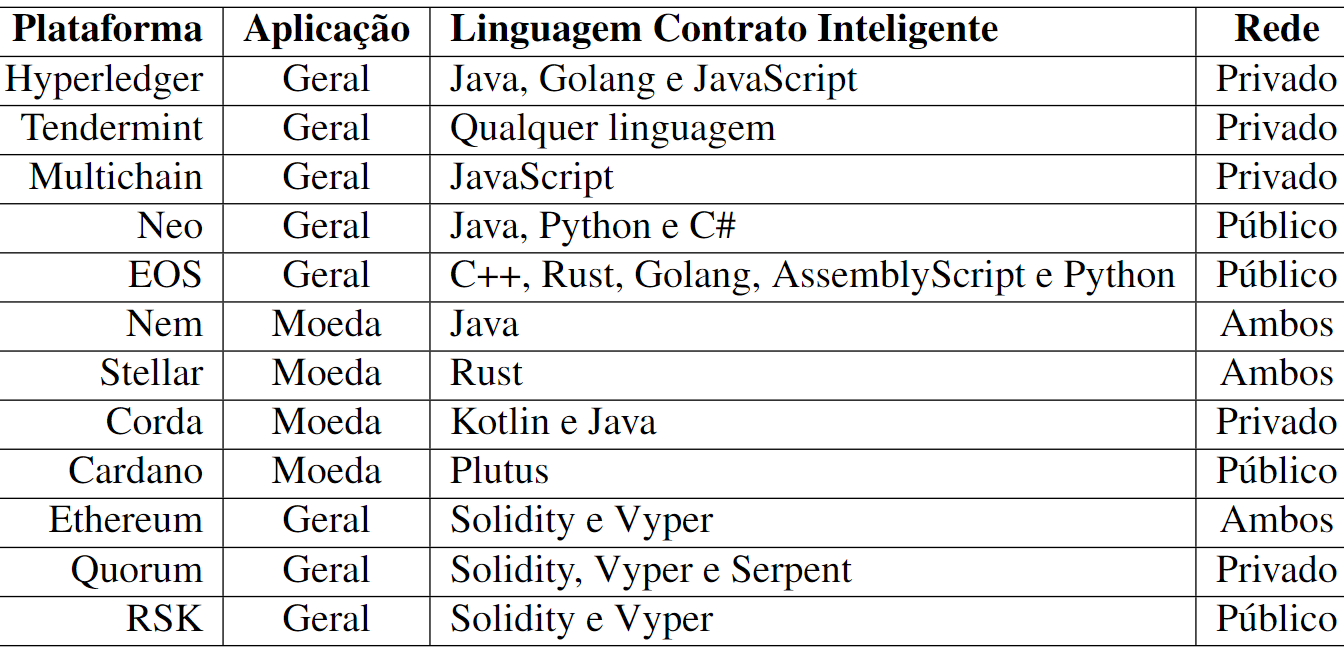 Plataforma Aplicação Linguagem Contrato Inteligente Rede
Hyperledger Geral Java, Golang e JavaScript Privado
Tendermint Geral Qualquer linguagem Privado
Multichain Geral JavaScript Privado
Neo Geral Java, Python e C# Público
EOS Geral C++, Rust, Golang, AssemblyScript e Python Público
Nem Moeda Java Ambos
Stellar Moeda Rust Ambos
Corda Moeda Kotlin e Java Privado
Cardano Moeda Plutus Público
Ethereum Geral Solidity e Vyper Ambos
Quorum Geral Solidity, Vyper e Serpent Privado
RSK Geral Solidity e Vyper Público